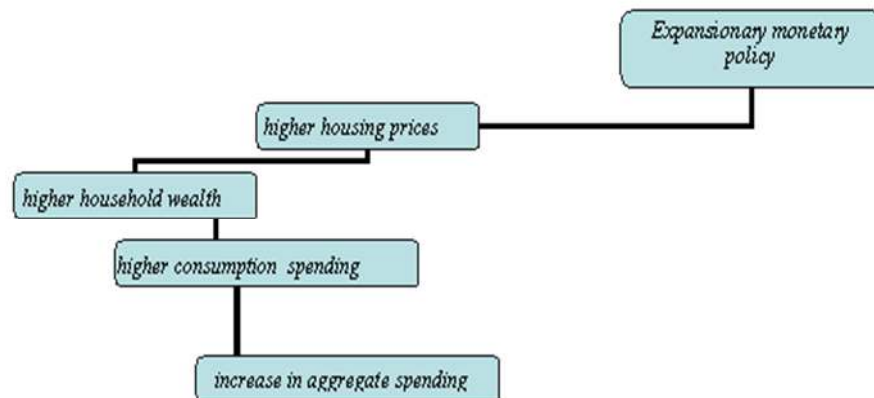 Expansionary monetary
policy
higher housing prices
higher household wealth
higher consumption spending
increase in aggregate spending